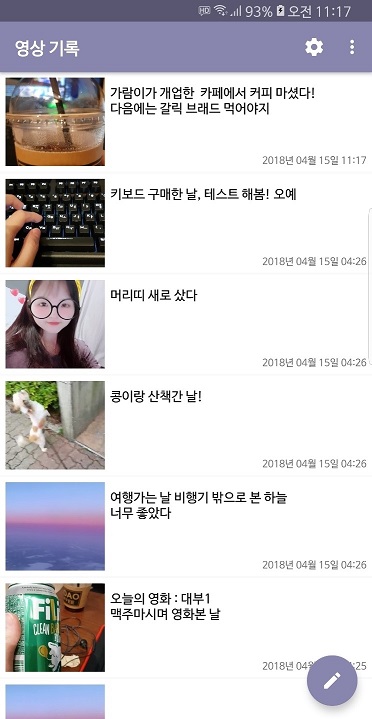 HD 93% 오전 11:17
영상 기록
가람이가 개업한 카페에서 커피 마셨다!
다음에는 갈릭 브래드 먹어야지
2018년 04월 15일 11:17
키보드 구매한 날, 테스트 해봄! 오예
2018년 04월 15일 04:26
머리띠 새로 샀다
2018년 04월 15일 04:26
콩이랑 산책간 날!
2018년 04월 15일 04:26
여행가는 날 비행기 밖으로 본 하늘
너무 좋았다
2018년 04월 15일 04:26
오늘의 영화 : 대부1
맥주마시며 영화본 날
FiL
CLEAN
2018년 04월
:25